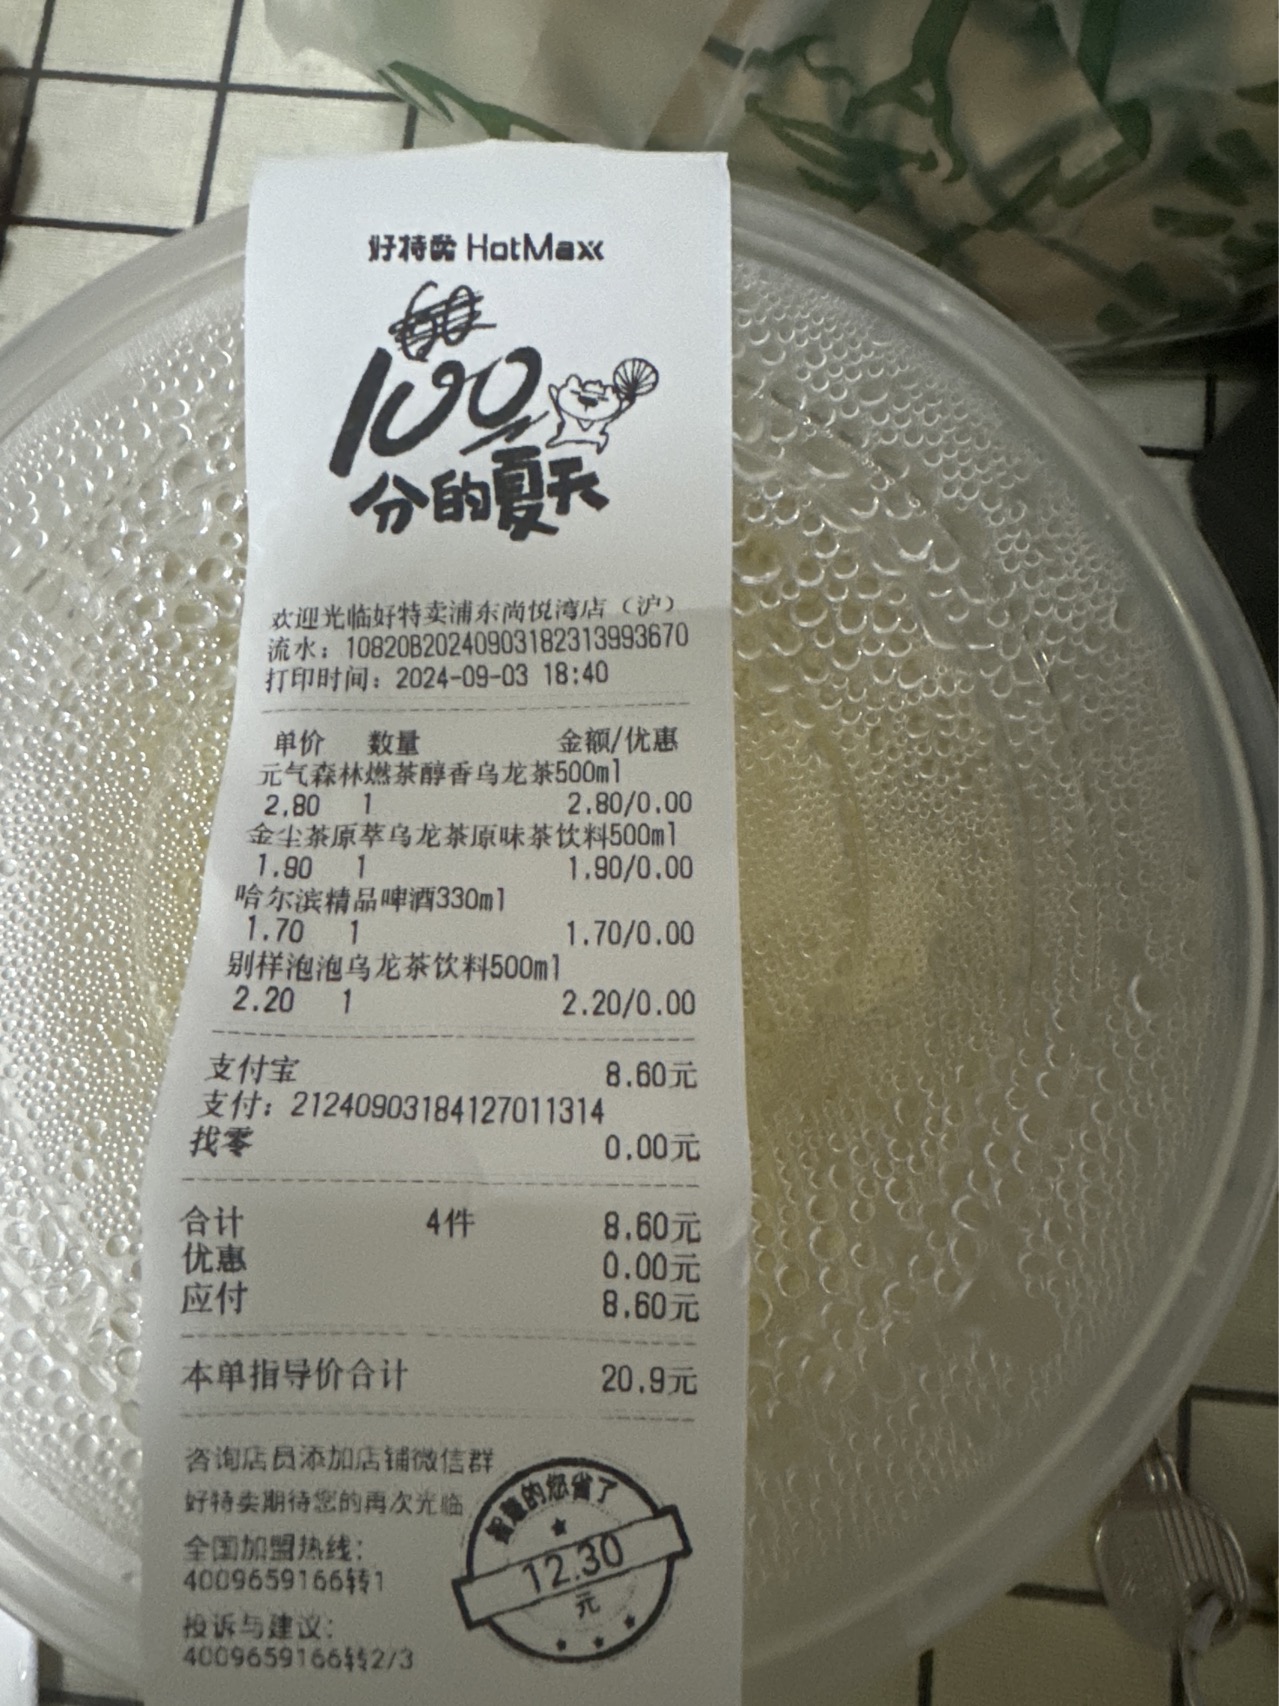 好特卖 HotMaxx
60
100
分的夏天
欢迎光临好特卖浦东尚悦湾店（沪）
流水：10820B20240903182313993670
打印时间：2024-09-03 18:40
单价 数量 金额/优惠
元气森林燃茶醇香乌龙茶500ml
2.80 1 2.80/0.00
金尘茶原萃乌龙茶原味茶饮料500ml
1.90 1 1.90/0.00
哈尔滨精品啤酒330ml
1.70 1 1.70/0.00
别样泡泡乌龙茶饮料500ml
2.20 1 2.20/0.00
支付宝 8.60元
支付：21240903184127011314
找零 0.00元
合计 4件 8.60元
优惠 0.00元
应付 8.60元
本单指导价合计 20.9元
咨询店员添加店铺微信群
好特卖期待您的再次光临
全国加盟热线：
4009659166转1
投诉与建议：
4009659166转2/3
智慧的您省了
12.30
元